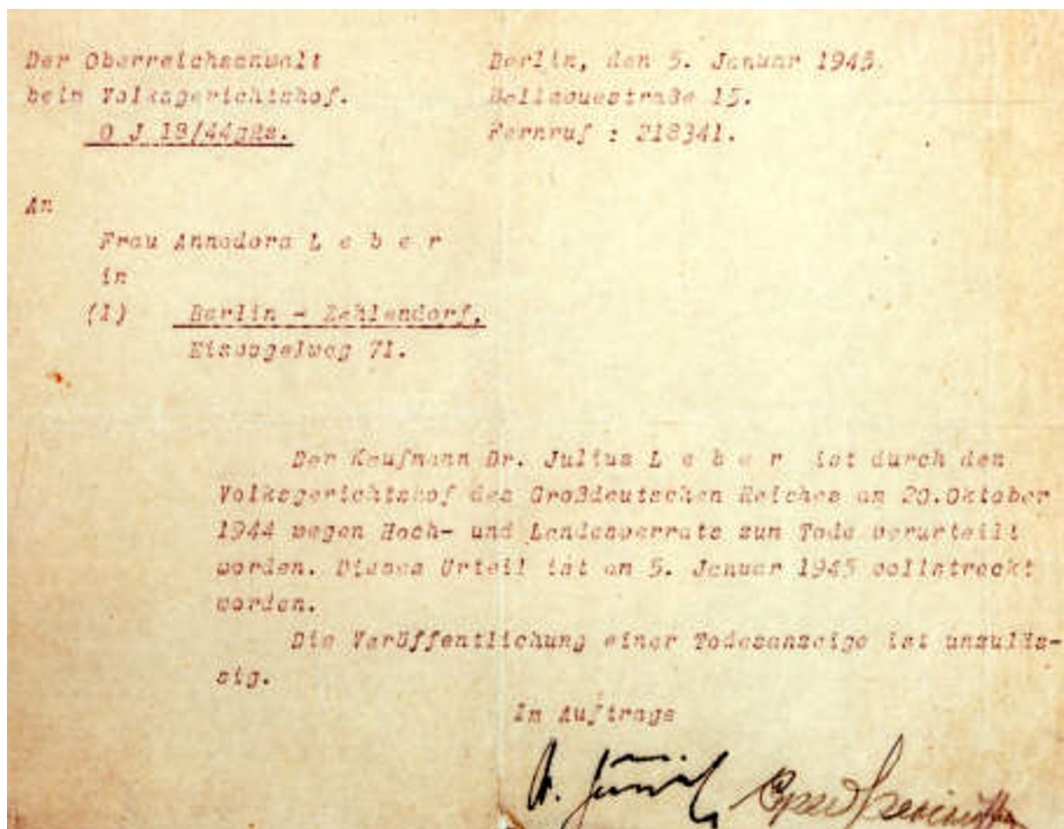 Der Oberreichsanwalt
beim Volksgerichtshof.
O J 18/44gRs.
Berlin, den 5. Januar 1945.
Bellevuestraße 15.
Fernruf : 218341.
An
Frau Annedore L e b e r
in
(1) Berlin - Zehlendorf,
Eisvogelweg 71.
Der Kaufmann Dr. Julius L e b e r ist durch den
Volksgerichtshof des Großdeutschen Reiches am 20.Oktober
1944 wegen Hoch- und Landesverrats zum Tode verurteilt
worden. Dieses Urteil ist am 5. Januar 1945 vollstreckt
worden.
Die Veröffentlichung einer Todesanzeige ist unzuläs-
sig.
Im Auftrage